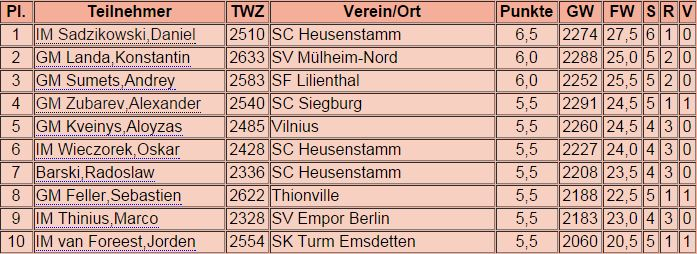 Pl. Teilnehmer TWZ Verein/Ort Punkte GW FW S R V
1 IM Sadzikowski,Daniel 2510 SC Heusenstamm 6,5 2274 27,5 6 1 0
2 GM Landa,Konstantin 2633 SV Mülheim-Nord 6,0 2288 25,0 5 2 0
3 GM Sumets,Andrey 2583 SF Lilienthal 6,0 2252 25,5 5 2 0
4 GM Zubarev,Alexander 2540 SC Siegburg 5,5 2291 24,5 5 1 1
5 GM Kveinys,Aloyzas 2485 Vilnius 5,5 2260 24,5 4 3 0
6 IM Wieczorek,Oskar 2428 SC Heusenstamm 5,5 2227 24,0 4 3 0
7 Barski,Radoslaw 2336 SC Heusenstamm 5,5 2208 23,5 4 3 0
8 GM Feller,Sebastien 2622 Thionville 5,5 2188 22,5 5 1 0
9 IM Thinius,Marco 2328 SV Empor Berlin 5,5 2183 23,0 4 3 0
10 IM van Foreest,Jorden 2554 SK Turm Emsdetten 5,5 2060 20,5 5 1 1